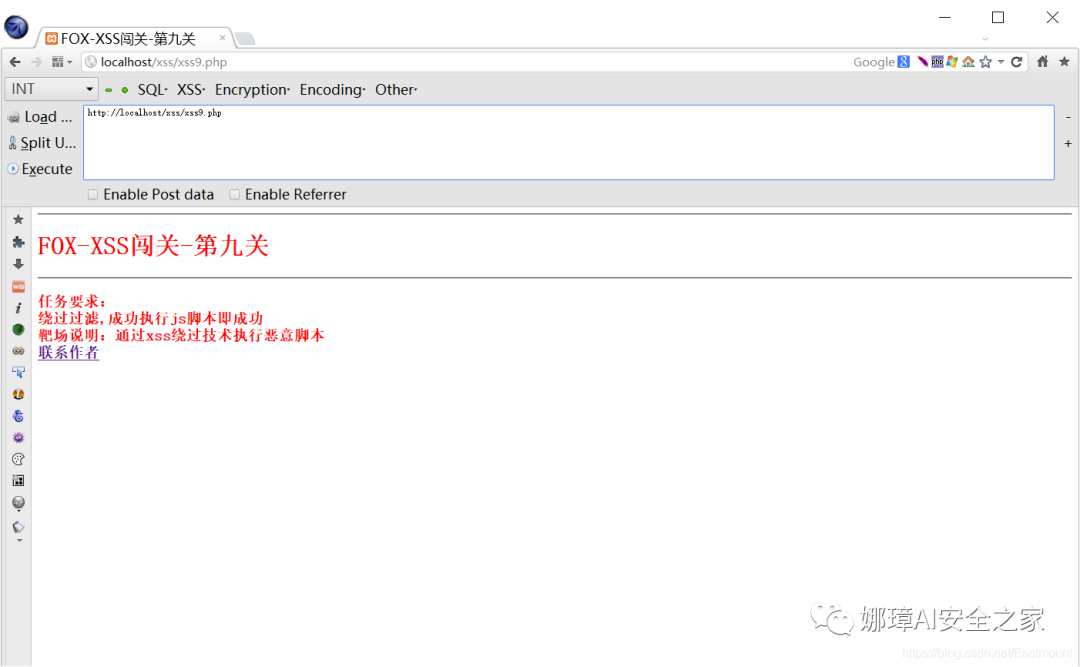 FOX-XSS闯关-第九关
localhost/xss/xss9.php
Google
INT
SQL
XSS
Encryption
Encoding
Other
Load ...
http://localhost/xss/xss9.php
Split U...
Execute
Enable Post data
Enable Referrer
FOX-XSS闯关-第九关
任务要求:
绕过过滤,成功执行js脚本即成功
靶场说明: 通过xss绕过技术执行恶意脚本
联系作者
娜璋AI安全之家
https://blog.csdn.net/Eastmount